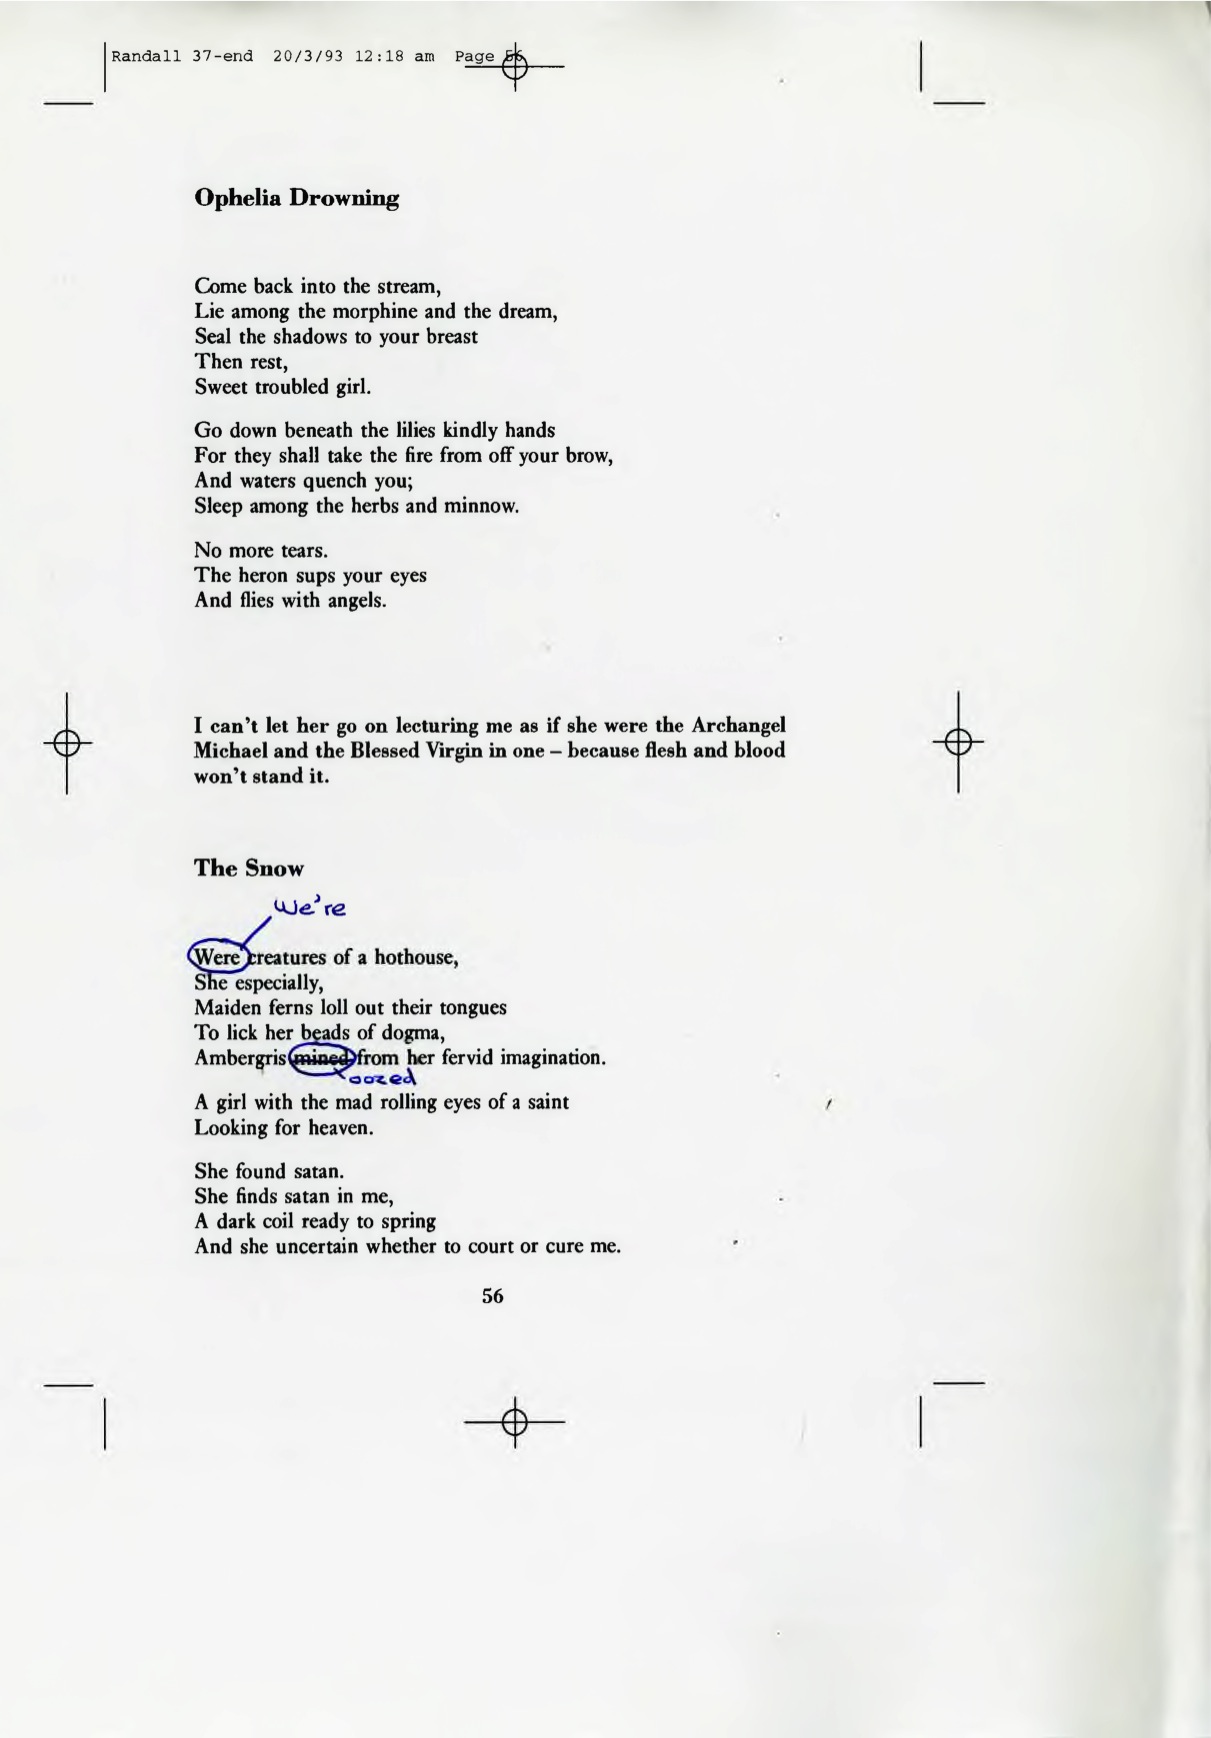 Randall 37-end 20/3/93 12:18 am Page 56
Ophelia Drowning
Come back into the stream,
Lie among the morphine and the dream,
Seal the shadows to your breast
Then rest,
Sweet troubled girl.
Go down beneath the lilies kindly hands
For they shall take the fire from off your brow,
And waters quench you;
Sleep among the herbs and minnow.
No more tears.
The heron sups your eyes
And flies with angels.
I can't let her go on lecturing me as if she were the Archangel
Michael and the Blessed Virgin in one – because flesh and blood
won't stand it.
The Snow
We're
Were creatures of a hothouse,
She especially,
Maiden ferns loll out their tongues
To lick her beads of dogma,
Ambergris mined from her fervid imagination.
oozed
A girl with the mad rolling eyes of a saint
Looking for heaven.
She found satan.
She finds satan in me,
A dark coil ready to spring
And she uncertain whether to court or cure me.
56